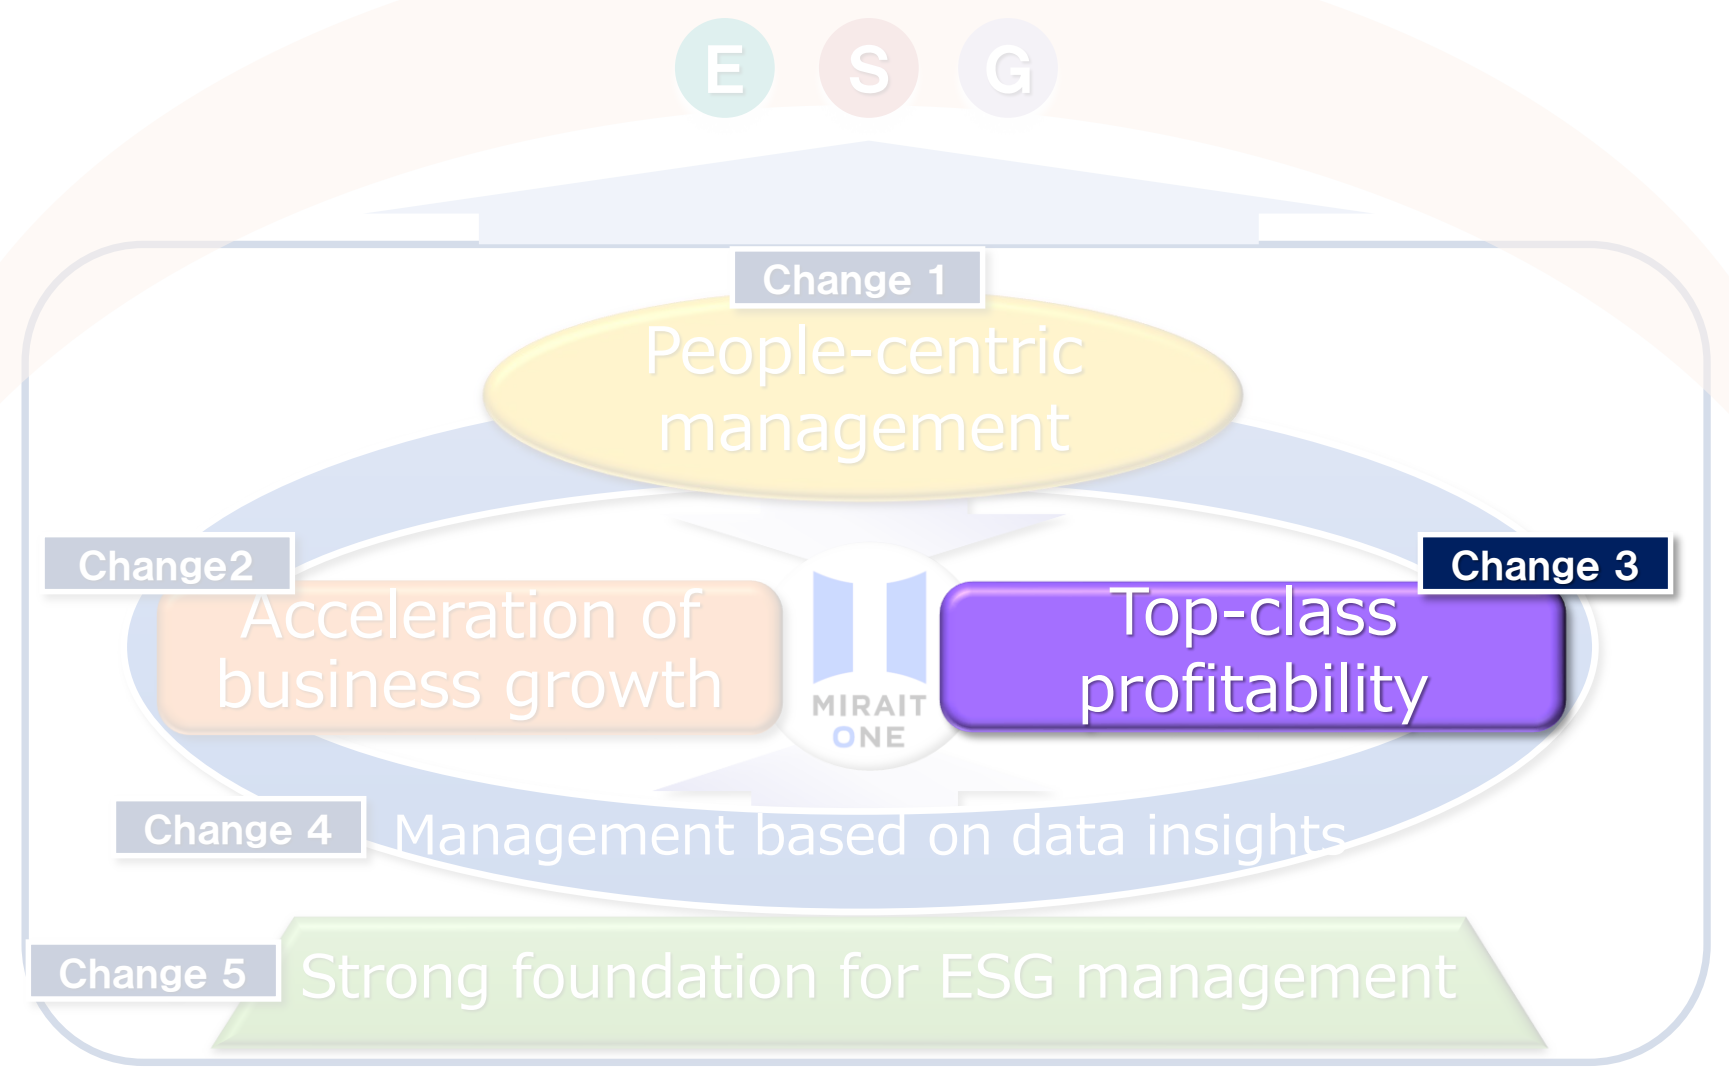 E S G
Change 1
People-centric
management
Change2
Acceleration of
business growth
MIRAIT
ONE
Change 3
Top-class
profitability
Change 4
Management based on data insights
Change 5
Strong foundation for ESG management